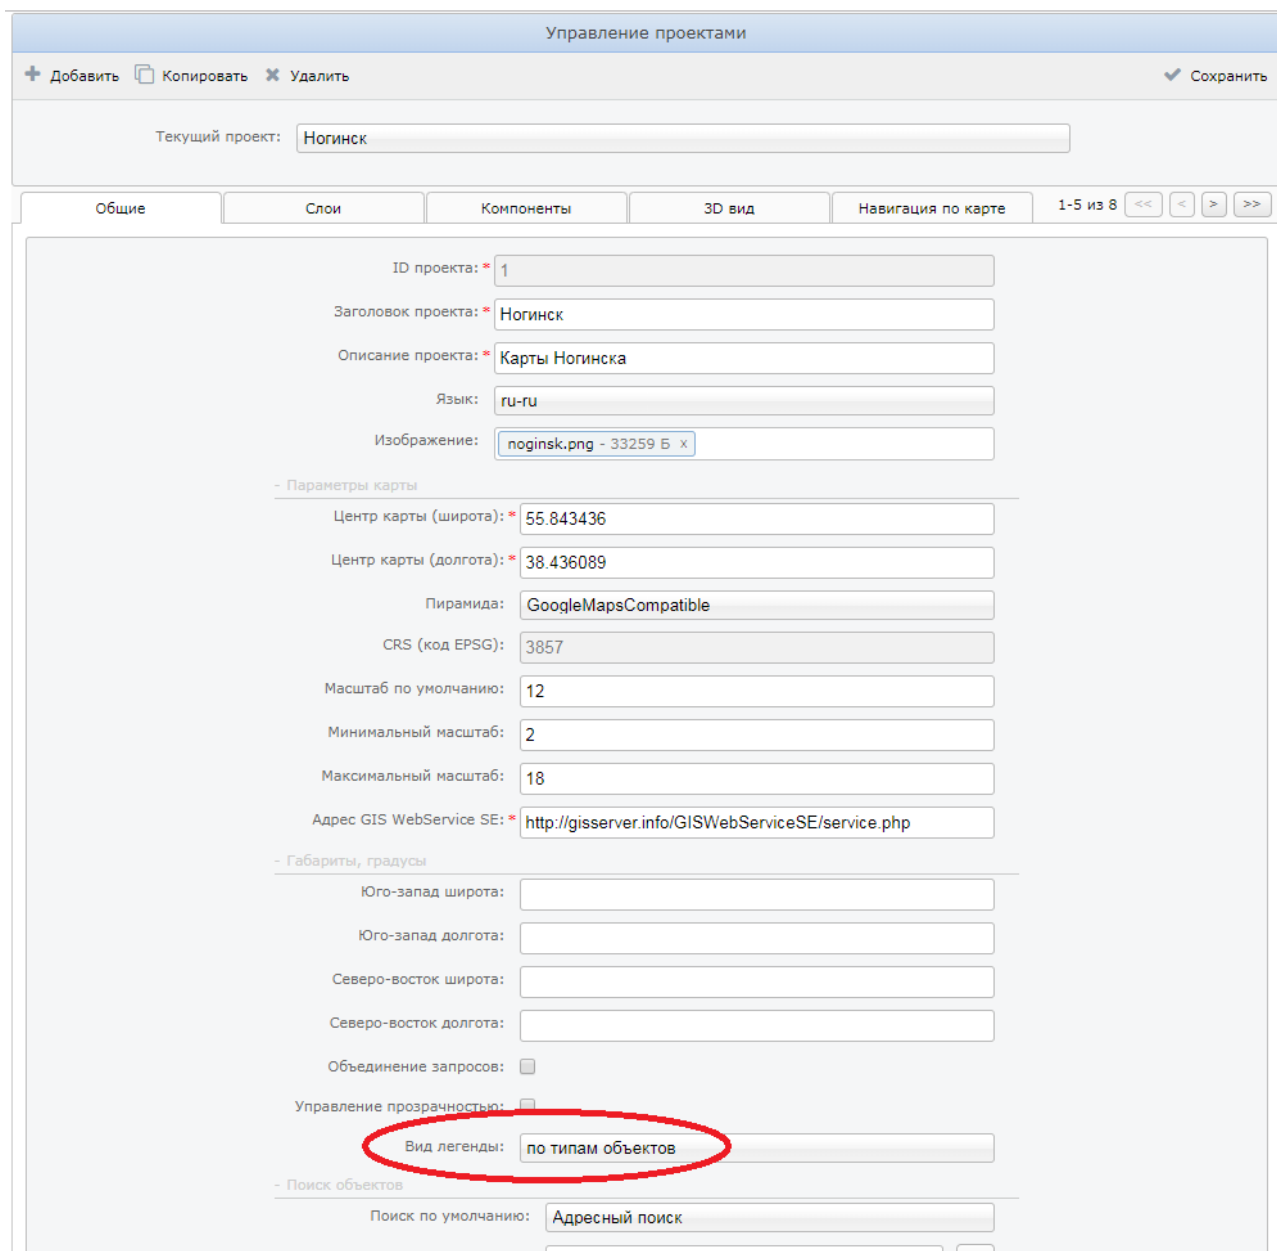 Управление проектами
Добавить Копировать Удалить Сохранить
Текущий проект: Ногинск
Общие Слои Компоненты 3D вид Навигация по карте 1-5 из 8 << < > >>
ID проекта: * 1
Заголовок проекта: * Ногинск
Описание проекта: * Карты Ногинска
Язык: ru-ru
Изображение: noginsk.png - 33259 Б x
- Параметры карты
Центр карты (широта): * 55.843436
Центр карты (долгота): * 38.436089
Пирамида: GoogleMapsCompatible
CRS (код EPSG): 3857
Масштаб по умолчанию: 12
Минимальный масштаб: 2
Максимальный масштаб: 18
Адрес GIS WebService SE: * http://gisserver.info/GISWebServiceSE/service.php
- Габариты, градусы
Юго-запад широта:
Юго-запад долгота:
Северо-восток широта:
Северо-восток долгота:
Объединение запросов:
Управление прозрачностью:
Вид легенды: по типам объектов
- Поиск объектов
Поиск по умолчанию: Адресный поиск